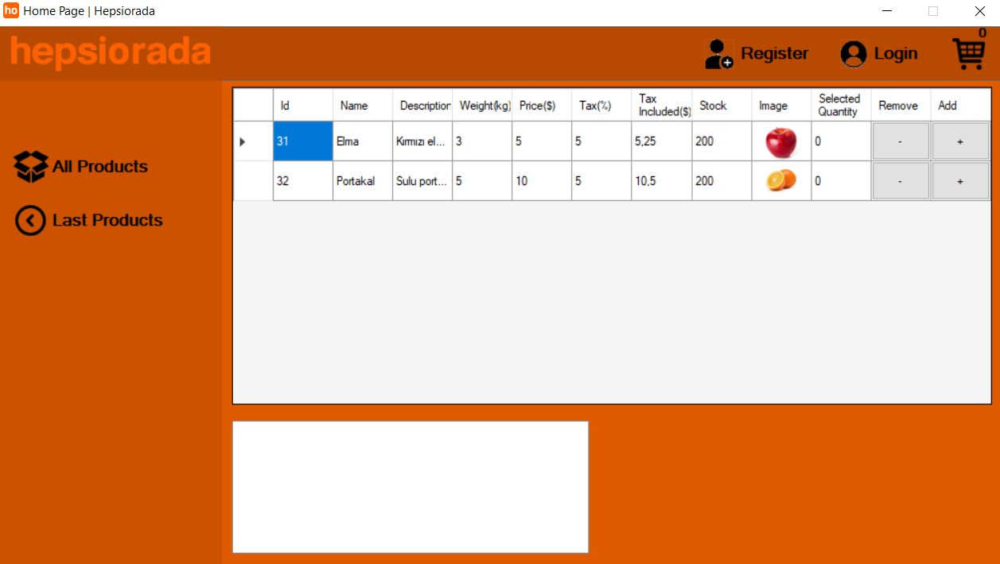 ho Home Page | Hepsiorada
hepsiorada
Register
Login
0
All Products
Last Products
Id Name Description Weight(kg) Price($) Tax(%) Tax Included($) Stock Image Selected Quantity Remove Add
31 Elma Kırmızı el... 3 5 5 5,25 200 0 - +
32 Portakal Sulu port... 5 10 5 10,5 200 0 - +